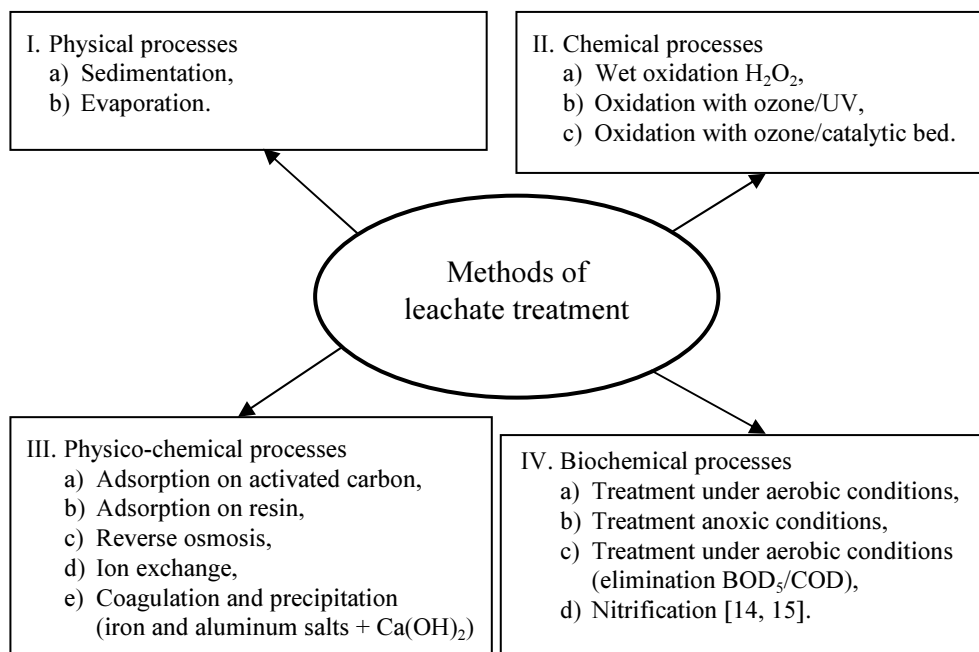 I. Physical processes
a) Sedimentation,
b) Evaporation.
II. Chemical processes
a) Wet oxidation H₂O₂,
b) Oxidation with ozone/UV,
c) Oxidation with ozone/catalytic bed.
Methods of
leachate treatment
III. Physico-chemical processes
a) Adsorption on activated carbon,
b) Adsorption on resin,
c) Reverse osmosis,
d) Ion exchange,
e) Coagulation and precipitation
(iron and aluminum salts + Ca(OH)₂)
IV. Biochemical processes
a) Treatment under aerobic conditions,
b) Treatment anoxic conditions,
c) Treatment under aerobic conditions
(elimination BOD₅/COD),
d) Nitrification [14, 15].